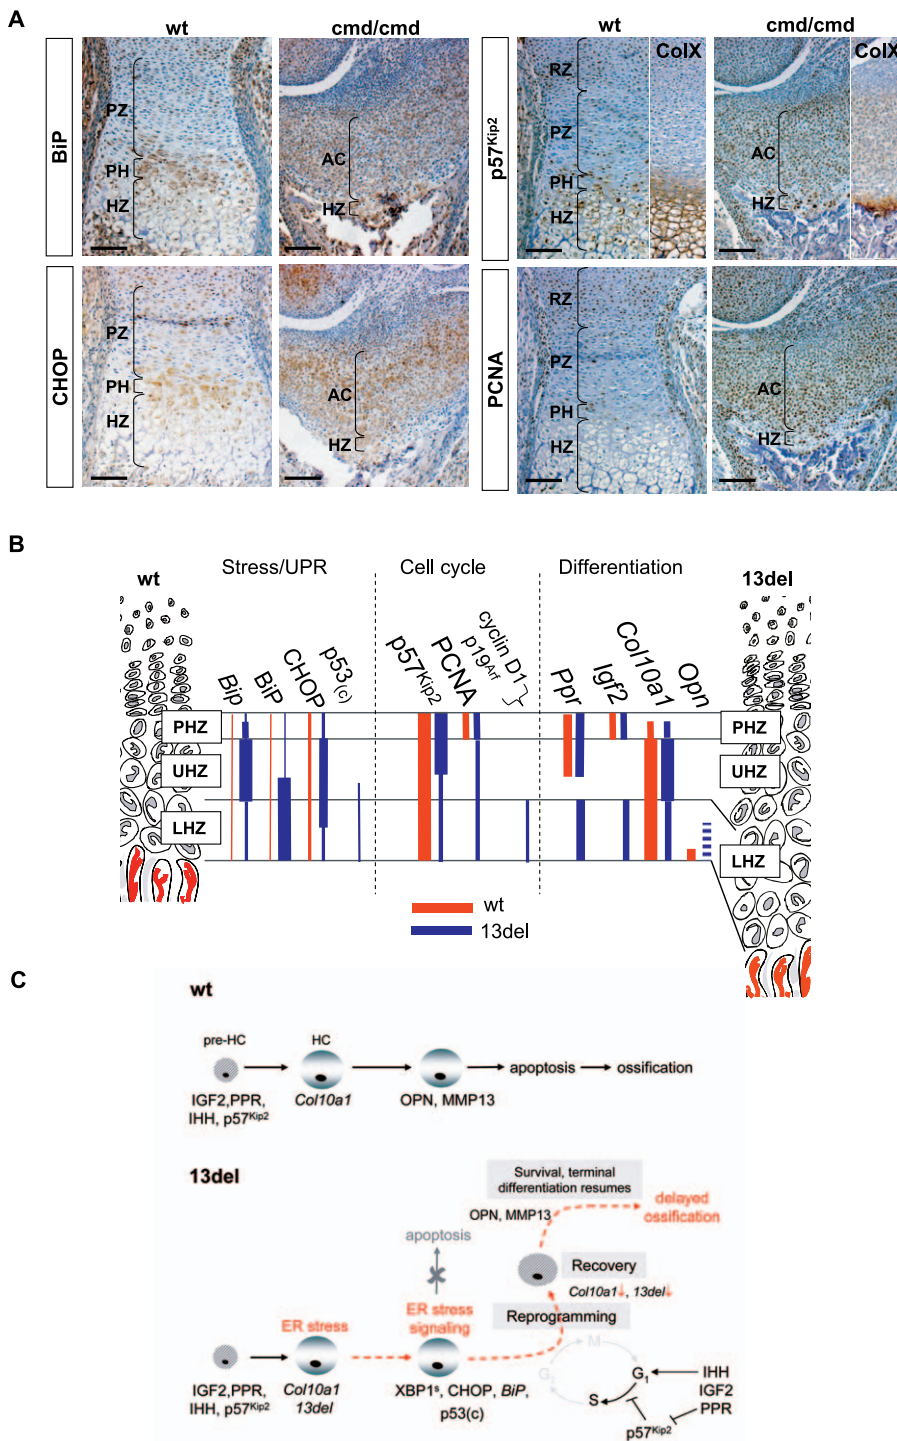 A
wt
cmd/cmd
wt
cmd/cmd
BiP
PZ
PH
HZ
AC
HZ
p57Kip2
ColX
RZ
PZ
PH
HZ
ColX
AC
HZ
CHOP
PZ
PH
HZ
AC
HZ
PCNA
RZ
PZ
PH
HZ
AC
HZ
B
wt
Stress/UPR
Cell cycle
Differentiation
13del
Bip
BiP
CHOP
p53(c)
p57Kip2
PCNA
p19Arf
cyclin D1
Ppr
Igf2
Col10a1
Opn
PHZ
PHZ
UHZ
UHZ
LHZ
LHZ
wt
13del
C
wt
pre-HC
HC
apoptosis
ossification
IGF2,PPR,
IHH, p57Kip2
Col10a1
OPN, MMP13
13del
Survival, terminal
differentiation resumes
OPN, MMP13
delayed
ossification
apoptosis
Recovery
Col10a1↓, 13del↓
Reprogramming
ER stress
ER stress
signaling
M
G2
G1
S
IHH
IGF2
PPR
p57Kip2
IGF2,PPR,
IHH, p57Kip2
Col10a1
13del
XBP1s, CHOP, BiP,
p53(c)